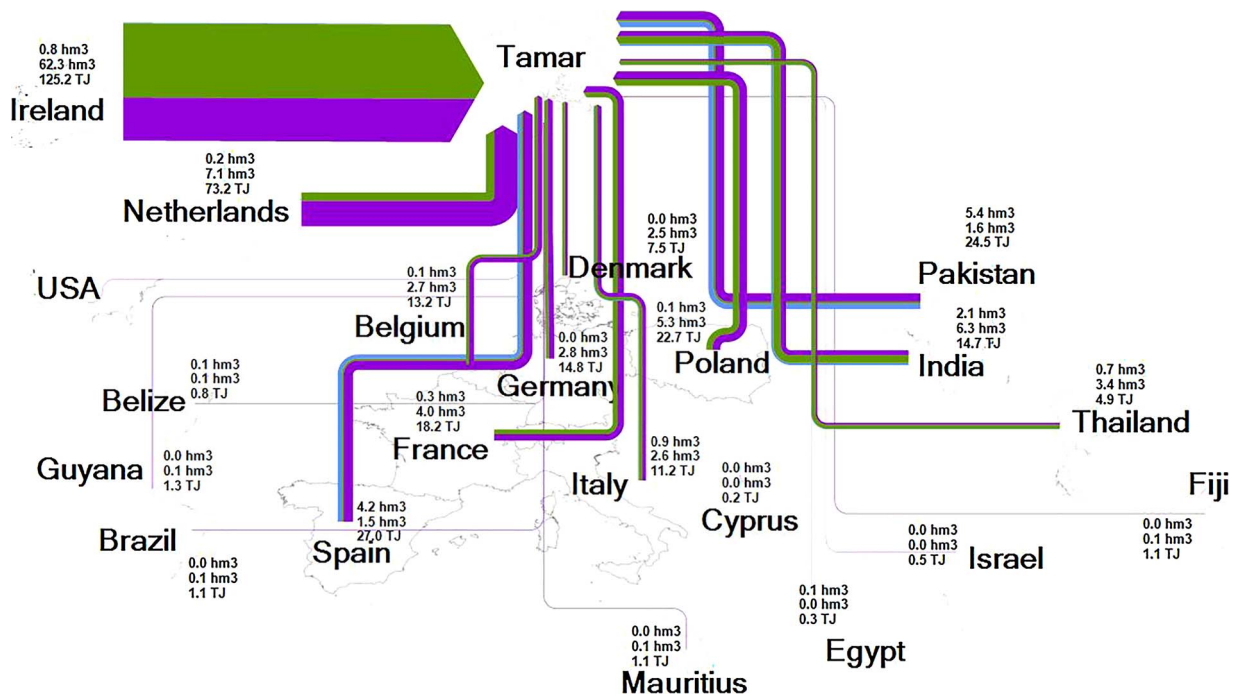 Tamar
0.8 hm3
62.3 hm3
125.2 TJ
Ireland
0.2 hm3
7.1 hm3
73.2 TJ
Netherlands
0.0 hm3
2.5 hm3
7.5 TJ
Denmark
5.4 hm3
1.6 hm3
24.5 TJ
Pakistan
USA
0.1 hm3
2.7 hm3
13.2 TJ
Belgium
0.0 hm3
2.8 hm3
14.8 TJ
Germany
0.1 hm3
5.3 hm3
22.7 TJ
Poland
2.1 hm3
6.3 hm3
14.7 TJ
India
0.1 hm3
0.1 hm3
0.8 TJ
Belize
0.3 hm3
4.0 hm3
18.2 TJ
France
0.7 hm3
3.4 hm3
4.9 TJ
Thailand
Guyana
0.0 hm3
0.1 hm3
1.3 TJ
0.9 hm3
2.6 hm3
11.2 TJ
Italy
0.0 hm3
0.0 hm3
0.2 TJ
Cyprus
Fiji
0.0 hm3
0.1 hm3
1.1 TJ
Brazil
0.0 hm3
0.1 hm3
1.1 TJ
4.2 hm3
1.5 hm3
27.0 TJ
Spain
0.0 hm3
0.0 hm3
0.5 TJ
Israel
0.1 hm3
0.0 hm3
0.3 TJ
Egypt
0.0 hm3
0.1 hm3
1.1 TJ
Mauritius